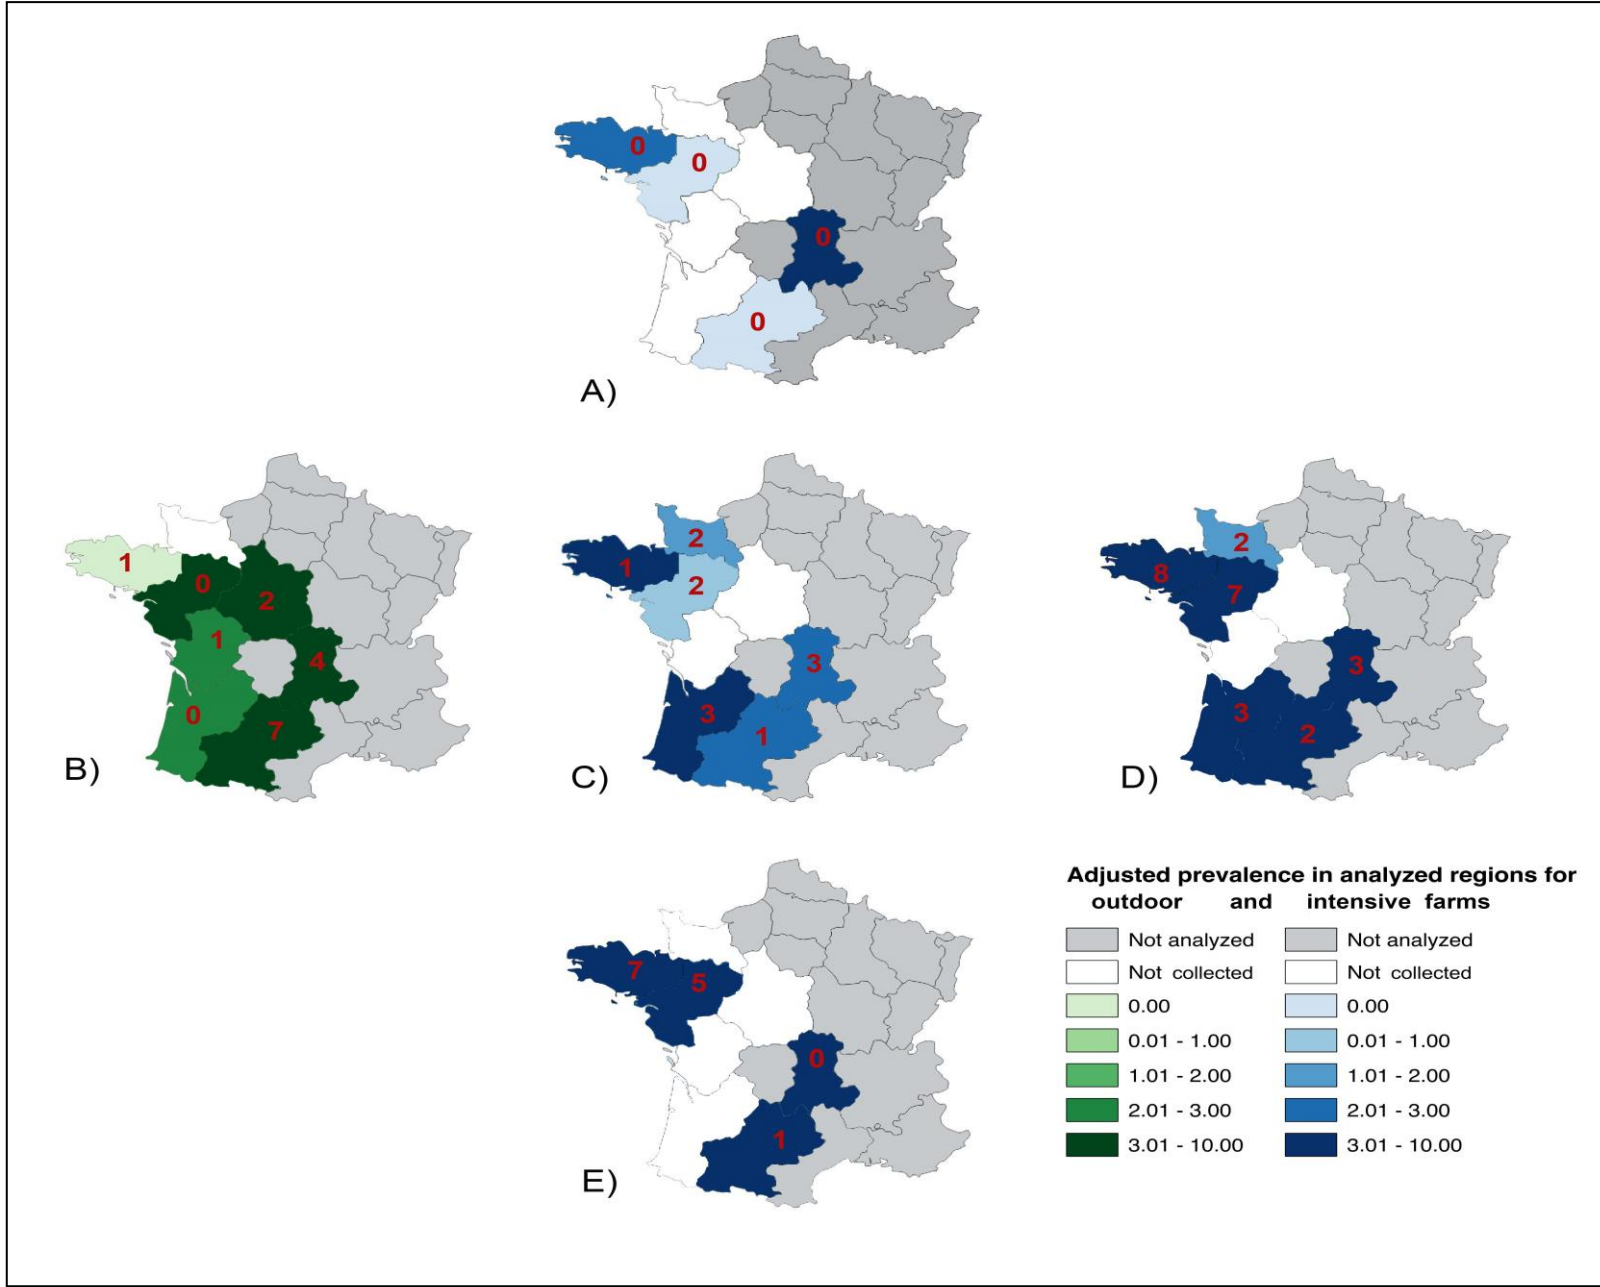 0
0
0
0
A)
1
0
2
1
4
0
7
B)
2
1
2
3
3
1
C)
2
8
7
3
3
2
D)
7
5
0
1
E)
Adjusted prevalence in analyzed regions for
outdoor and intensive farms
Not analyzed Not analyzed
Not collected Not collected
0.00 0.00
0.01 - 1.00 0.01 - 1.00
1.01 - 2.00 1.01 - 2.00
2.01 - 3.00 2.01 - 3.00
3.01 - 10.00 3.01 - 10.00